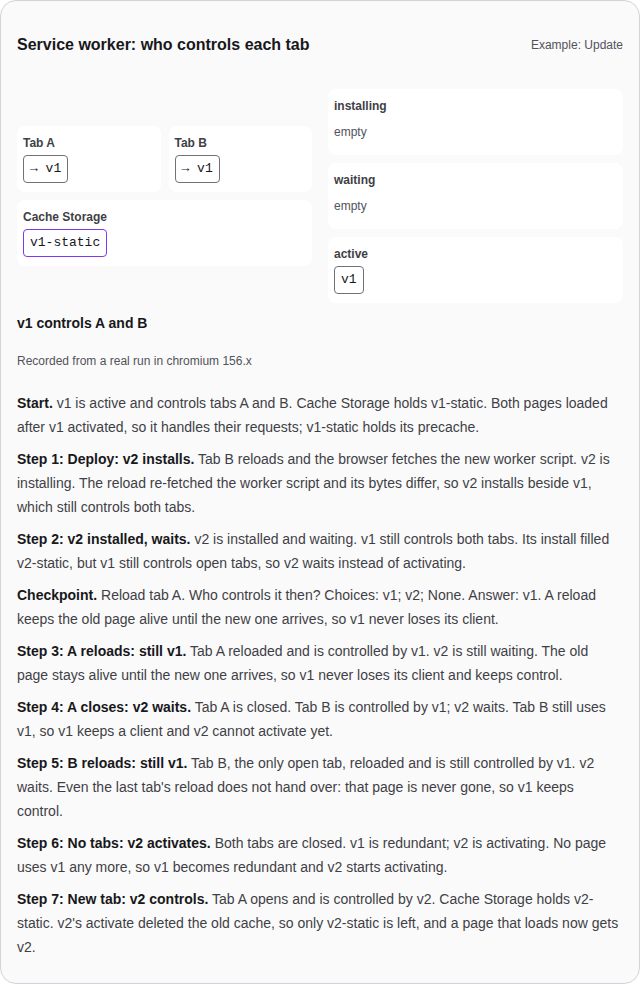 Service worker: who controls each tab
Example: Update
Tab A
→ v1
Tab B
→ v1
Cache Storage
v1-static
installing
empty
waiting
empty
active
v1
v1 controls A and B
Recorded from a real run in chromium 156.x
Start. v1 is active and controls tabs A and B. Cache Storage holds v1-static. Both pages loaded
after v1 activated, so it handles their requests; v1-static holds its precache.
Step 1: Deploy: v2 installs. Tab B reloads and the browser fetches the new worker script. v2 is
installing. The reload re-fetched the worker script and its bytes differ, so v2 installs beside v1,
which still controls both tabs.
Step 2: v2 installed, waits. v2 is installed and waiting. v1 still controls both tabs. Its install filled
v2-static, but v1 still controls open tabs, so v2 waits instead of activating.
Checkpoint. Reload tab A. Who controls it then? Choices: v1; v2; None. Answer: v1. A reload
keeps the old page alive until the new one arrives, so v1 never loses its client.
Step 3: A reloads: still v1. Tab A reloaded and is controlled by v1. v2 is still waiting. The old
page stays alive until the new one arrives, so v1 never loses its client and keeps control.
Step 4: A closes: v2 waits. Tab A is closed. Tab B is controlled by v1; v2 waits. Tab B still uses
v1, so v1 keeps a client and v2 cannot activate yet.
Step 5: B reloads: still v1. Tab B, the only open tab, reloaded and is still controlled by v1. v2
waits. Even the last tab's reload does not hand over: that page is never gone, so v1 keeps
control.
Step 6: No tabs: v2 activates. Both tabs are closed. v1 is redundant; v2 is activating. No page
uses v1 any more, so v1 becomes redundant and v2 starts activating.
Step 7: New tab: v2 controls. Tab A opens and is controlled by v2. Cache Storage holds v2-
static. v2's activate deleted the old cache, so only v2-static is left, and a page that loads now gets
v2.